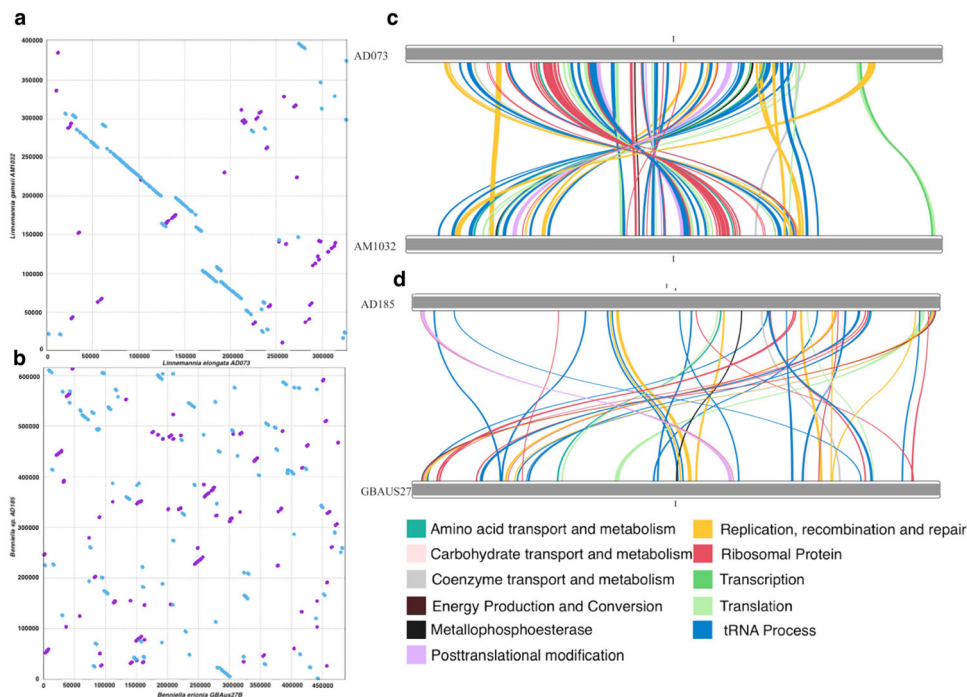 a
400000
350000
300000
250000
200000
150000
100000
50000
0
Linnemannia gamsii AM1032
0 50000 100000 150000 200000 250000 300000
Linnemannia elongata AD073
b
600000
500000
400000
300000
200000
100000
0
Benniella sp. AD185
0 50000 100000 150000 200000 250000 300000 350000 400000 450000
Benniella erionia GBAus27B
c
AD073
AM1032
d
AD185
GBAUS27
Amino acid transport and metabolism
Carbohydrate transport and metabolism
Coenzyme transport and metabolism
Energy Production and Conversion
Metallophosphoesterase
Posttranslational modification
Replication, recombination and repair
Ribosomal Protein
Transcription
Translation
tRNA Process